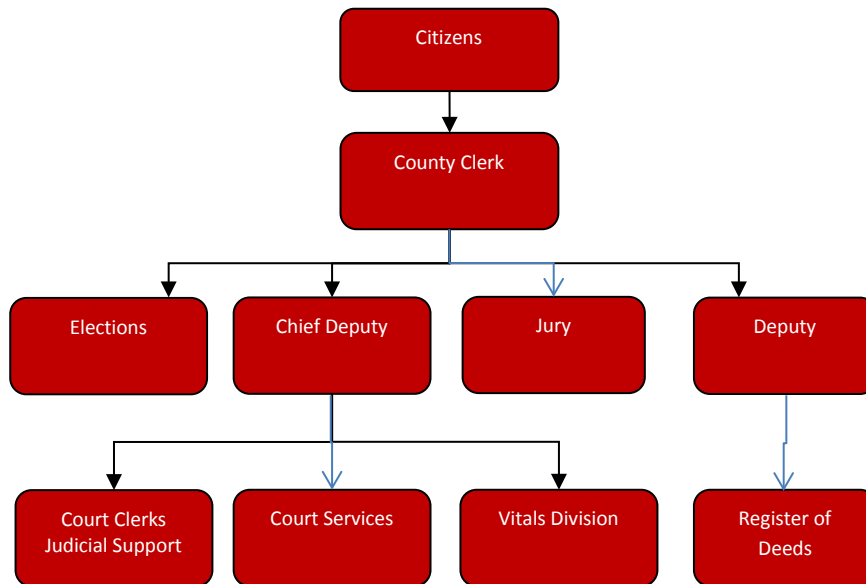 Citizens
County Clerk
Elections
Chief Deputy
Jury
Deputy
Court Clerks
Judicial Support
Court Services
Vitals Division
Register of
Deeds